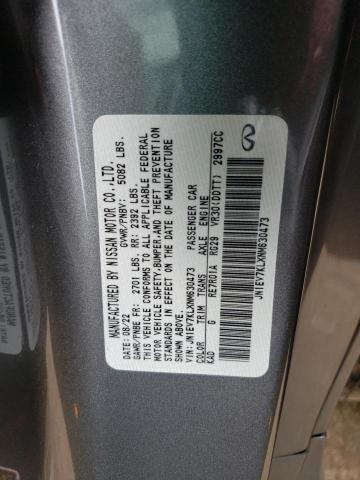 MANUFACTURED BY NISSAN MOTOR CO.,LTD.
DATE: 08/22 GVWR/PNBV: 5082 LBS.
GAWR/PNBE FR: 2701 LBS. RR: 2392 LBS.
THIS VEHICLE CONFORMS TO ALL APPLICABLE FEDERAL
MOTOR VEHICLE SAFETY,BUMPER,AND THEFT PREVENTION
STANDARDS IN EFFECT ON THE DATE OF MANUFACTURE
SHOWN ABOVE.
JN1EV7KLXNM630473 PASSENGER CAR
COLOR TRIM TRANS AXLE ENGINE
KAD G RE7R01A RG29 VR30(DDTT) 2997CC
JN1EV7KLXNM630473